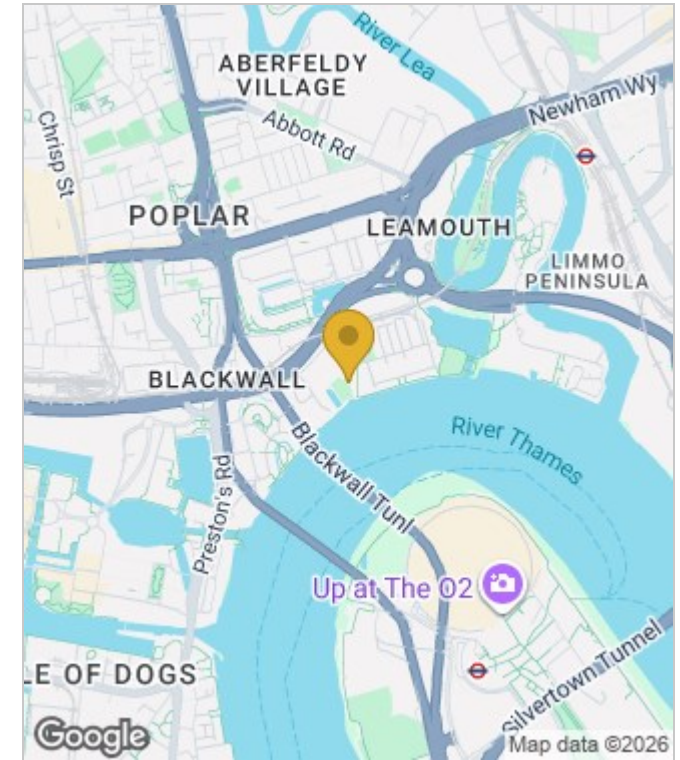 River Lea
ABERFELDY
VILLAGE
Newham Wy
Abbott Rd
Chrisp St
POPLAR
LEAMOUTH
LIMMO
PENINSULA
BLACKWALL
River Thames
Blackwall Tunl
Preston's Rd
Up at The O2
LE OF DOGS
Silvertown Tunnel
Google
Map data ©2026